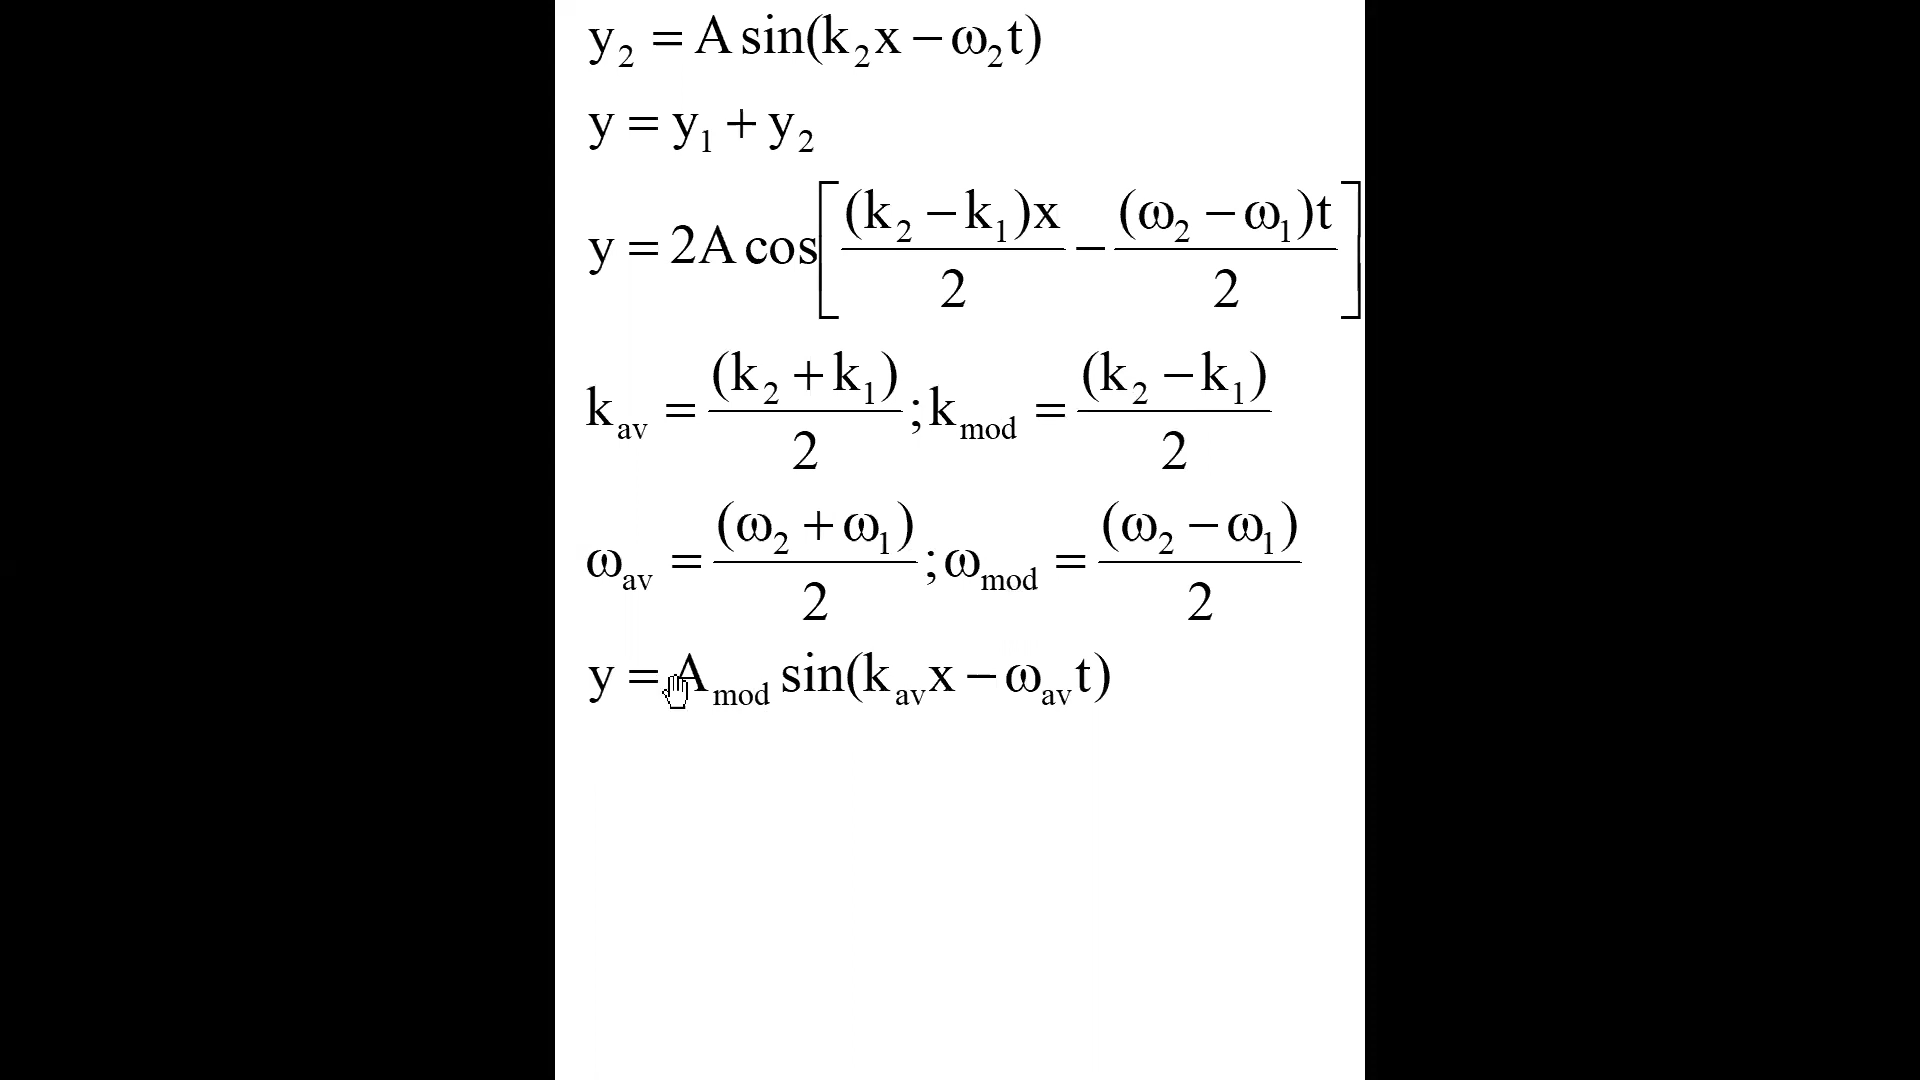 y₂ = A sin(k₂x − ω₂t)
y = y₁ + y₂
y = 2A cos[(k₂ − k₁)x/2 − (ω₂ − ω₁)t/2]
k_av = (k₂ + k₁)/2 ; k_mod = (k₂ − k₁)/2
ω_av = (ω₂ + ω₁)/2 ; ω_mod = (ω₂ − ω₁)/2
y = A_mod sin(k_av x − ω_av t)